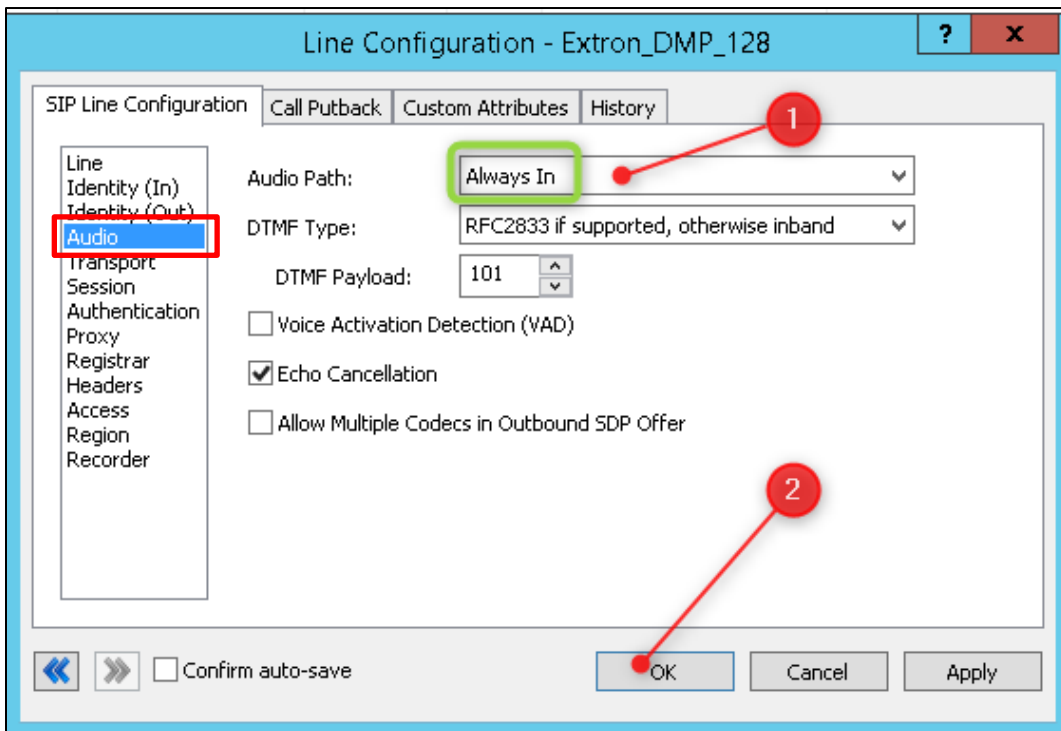 Line Configuration - Extron_DMP_128
?
x
SIP Line Configuration
Call Putback
Custom Attributes
History
1
Line
Identity (In)
Identity (Out)
Audio
Transport
Session
Authentication
Proxy
Registrar
Headers
Access
Region
Recorder
Audio Path:
Always In
DTMF Type:
RFC2833 if supported, otherwise inband
DTMF Payload:
101
Voice Activation Detection (VAD)
Echo Cancellation
Allow Multiple Codecs in Outbound SDP Offer
2
Confirm auto-save
OK
Cancel
Apply